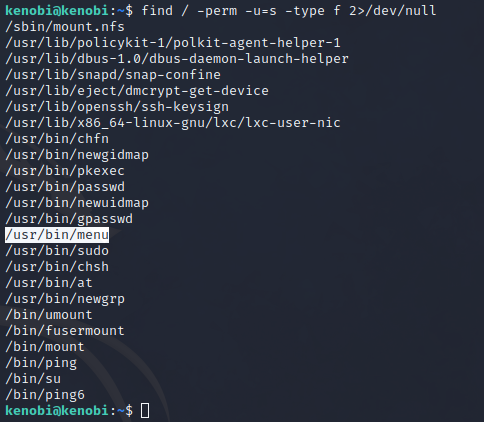 kenobi@kenobi:~$ find / -perm -u=s -type f 2>/dev/null
/sbin/mount.nfs
/usr/lib/policykit-1/polkit-agent-helper-1
/usr/lib/dbus-1.0/dbus-daemon-launch-helper
/usr/lib/snapd/snap-confine
/usr/lib/eject/dmcrypt-get-device
/usr/lib/openssh/ssh-keysign
/usr/lib/x86_64-linux-gnu/lxc/lxc-user-nic
/usr/bin/chfn
/usr/bin/newgidmap
/usr/bin/pkexec
/usr/bin/passwd
/usr/bin/newuidmap
/usr/bin/gpasswd
/usr/bin/menu
/usr/bin/sudo
/usr/bin/chsh
/usr/bin/at
/usr/bin/newgrp
/bin/umount
/bin/fusermount
/bin/mount
/bin/ping
/bin/su
/bin/ping6
kenobi@kenobi:~$